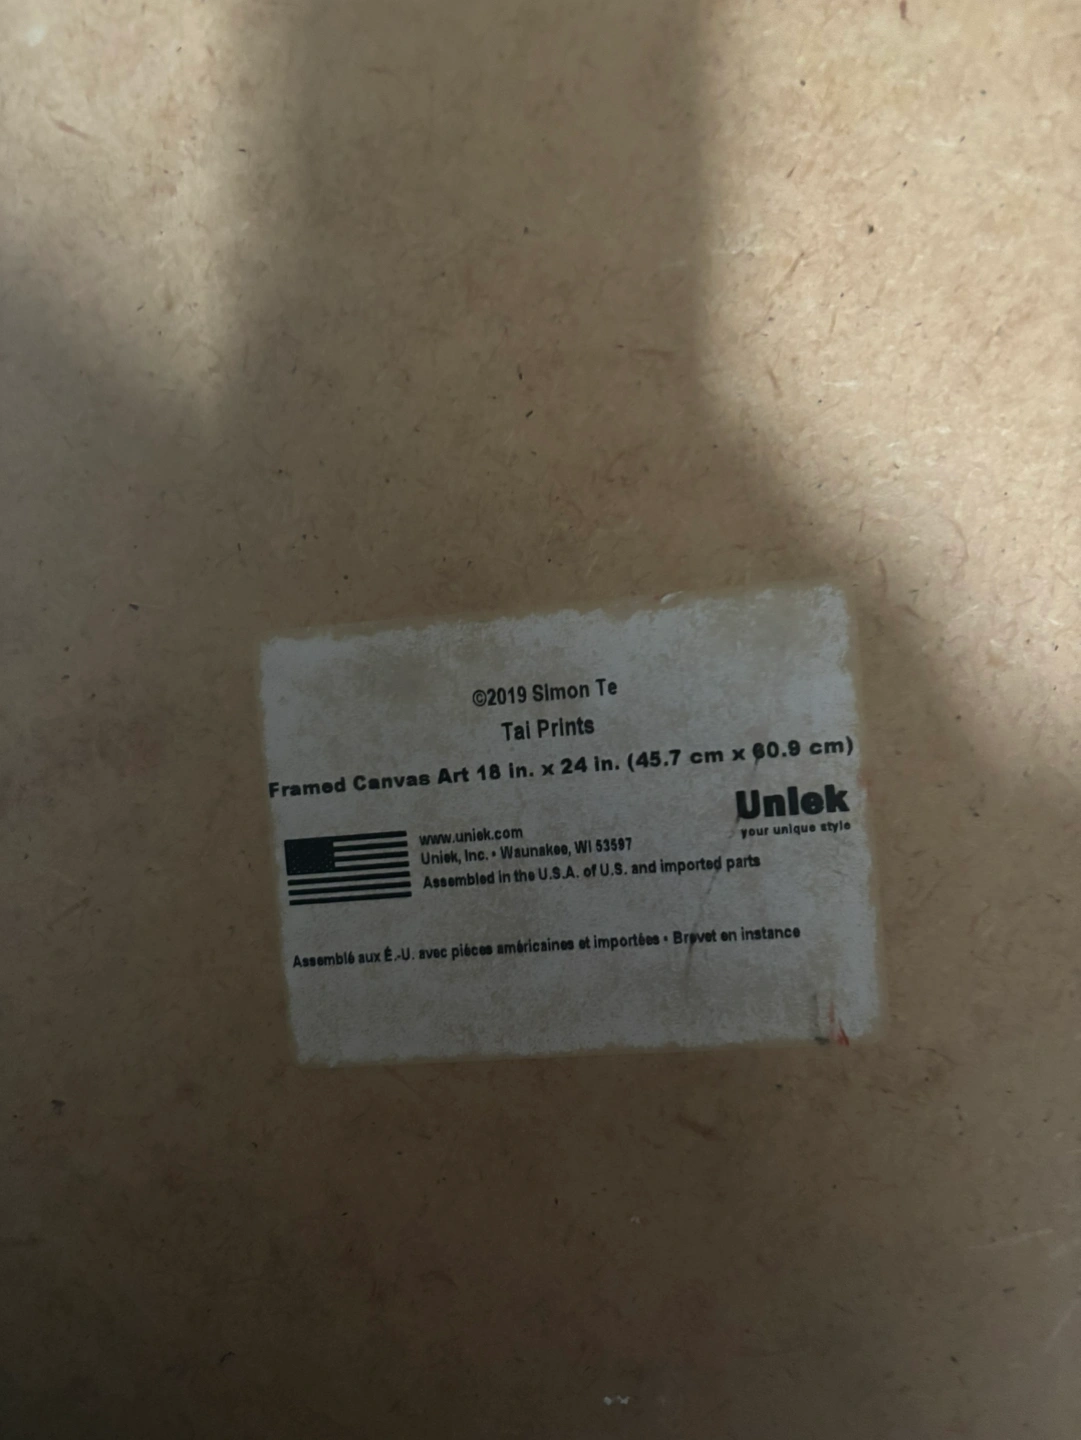 ©2019 Simon Te
Tai Prints
Framed Canvas Art 18 in. x 24 in. (45.7 cm x 60.9 cm)
Uniek
your unique style
www.uniek.com
Uniek, Inc. • Waunakee, WI 53597
Assembled in the U.S.A. of U.S. and imported parts
Assemblé aux É.-U. avec pièces américaines et importées • Brevet en instance